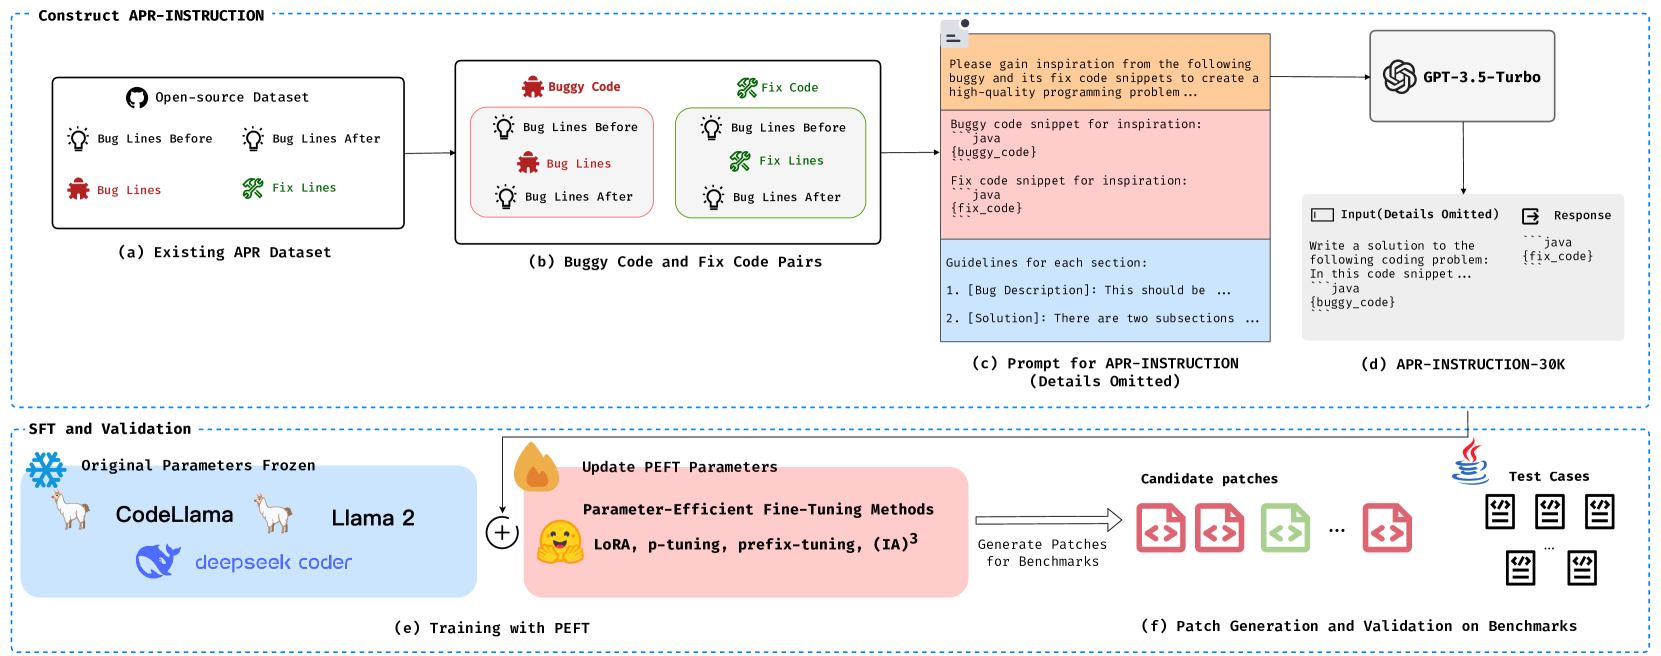 Construct APR-INSTRUCTION
Open-source Dataset
Bug Lines Before
Bug Lines After
Bug Lines
Fix Lines
(a) Existing APR Dataset
Buggy Code
Bug Lines Before
Bug Lines
Bug Lines After
Fix Code
Bug Lines Before
Fix Lines
Bug Lines After
(b) Buggy Code and Fix Code Pairs
Please gain inspiration from the following
buggy and its fix code snippets to create a
high-quality programming problem...
Buggy code snippet for inspiration:
```java
{buggy_code}
```
Fix code snippet for inspiration:
```java
{fix_code}
```
Guidelines for each section:
1. [Bug Description]: This should be ...
2. [Solution]: There are two subsections ...
(c) Prompt for APR-INSTRUCTION
(Details Omitted)
GPT-3.5-Turbo
Input(Details Omitted)
Write a solution to the
following coding problem:
In this code snippet...
```java
{buggy_code}
```
Response
```java
{fix_code}
```
(d) APR-INSTRUCTION-30K
SFT and Validation
Original Parameters Frozen
CodeLlama
Llama 2
deepseek coder
Update PEFT Parameters
Parameter-Efficient Fine-Tuning Methods
LoRA, p-tuning, prefix-tuning, (IA)³
(e) Training with PEFT
Generate Patches
for Benchmarks
Candidate patches
...
Test Cases
...
(f) Patch Generation and Validation on Benchmarks